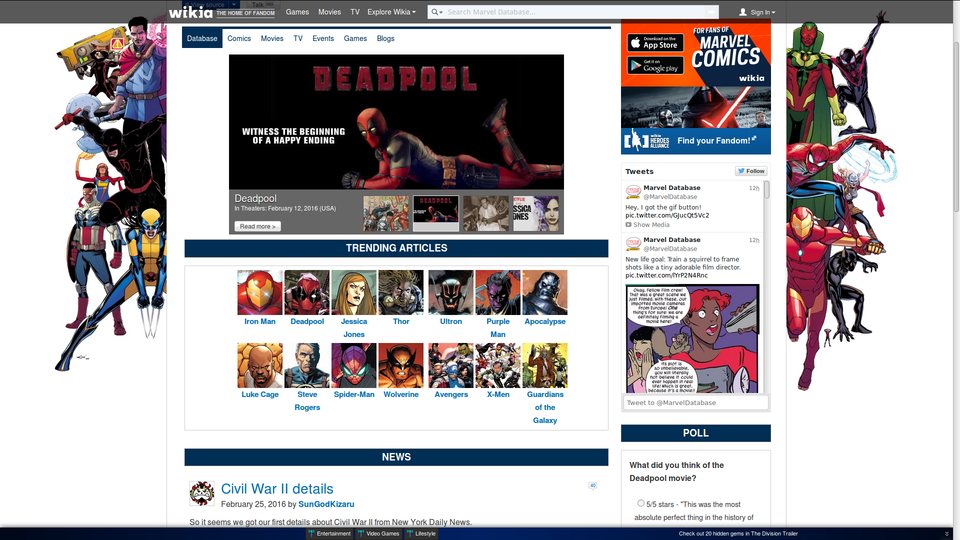 wikia
THE HOME OF FANDOM
Games Movies TV Explore Wikia
Search Marvel Database...
Sign In
Database Comics Movies TV Events Games Blogs
DEADPOOL
WITNESS THE BEGINNING
OF A HAPPY ENDING
Deadpool
In Theaters: February 12, 2016 (USA)
Read more >
TRENDING ARTICLES
Iron Man Deadpool Jessica Jones Thor Ultron Purple Man Apocalypse
Luke Cage Steve Rogers Spider-Man Wolverine Avengers X-Men Guardians of the Galaxy
NEWS
Civil War II details
40
February 25, 2016 by SunGodKizaru
So it seems we got our first details about Civil War II from New York Daily News.
Download on the
App Store
Get it on
Google play
FOR FANS OF
MARVEL
COMICS
wikia
wikia
HEROES
ALLIANCE
Find your Fandom!
Tweets
Follow
Marvel Database 12h
@MarvelDatabase
Hey, I got the gif button!
pic.twitter.com/GJucQt5Vc2
Show Media
Marvel Database 12h
@MarvelDatabase
New life goal: Train a squirrel to frame
shots like a tiny adorable film director.
pic.twitter.com/fYrP2N4Rnc
Tweet to @MarvelDatabase
POLL
What did you think of the
Deadpool movie?
5/5 stars - "This was the most
absolute perfect thing in the history of
Entertainment Video Games Lifestyle
Check out 20 hidden gems in The Division Trailer